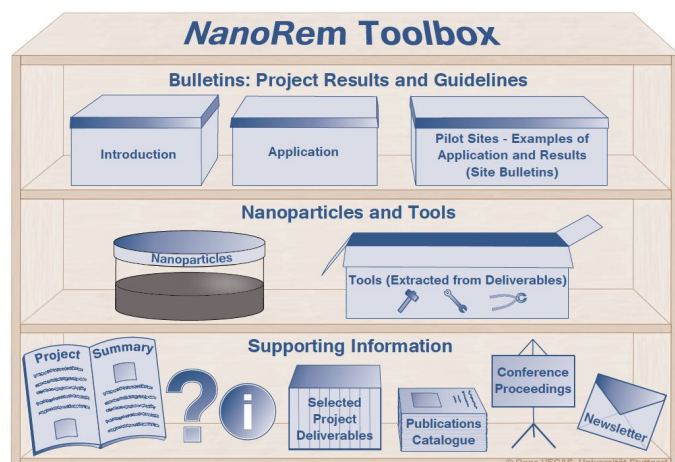 NanoRem Toolbox
Bulletins: Project Results and Guidelines
Introduction
Application
Pilot Sites - Examples of
Application and Results
(Site Bulletins)
Nanoparticles and Tools
Nanoparticles
Tools (Extracted from Deliverables)
Supporting Information
Project Summary
?
i
Selected
Project
Deliverables
Publications
Catalogue
Conference
Proceedings
Newsletter